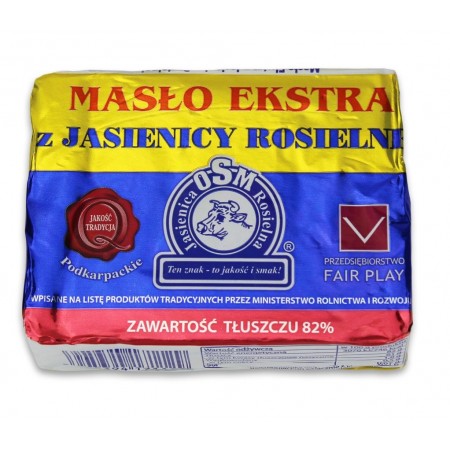 MASŁO EKSTRA
z JASIENICY ROSIELNE
OSM
Jasienica Rosielna
®
JAKOŚĆ
TRADYCJA
Podkarpackie
Ten znak - to jakość i smak!
PRZEDSIĘBIORSTWO
FAIR PLAY
WPISANE NA LISTĘ PRODUKTÓW TRADYCYJNYCH PRZEZ MINISTERSTWO ROLNICTWA I ROZWOJ
ZAWARTOŚĆ TŁUSZCZU 82%